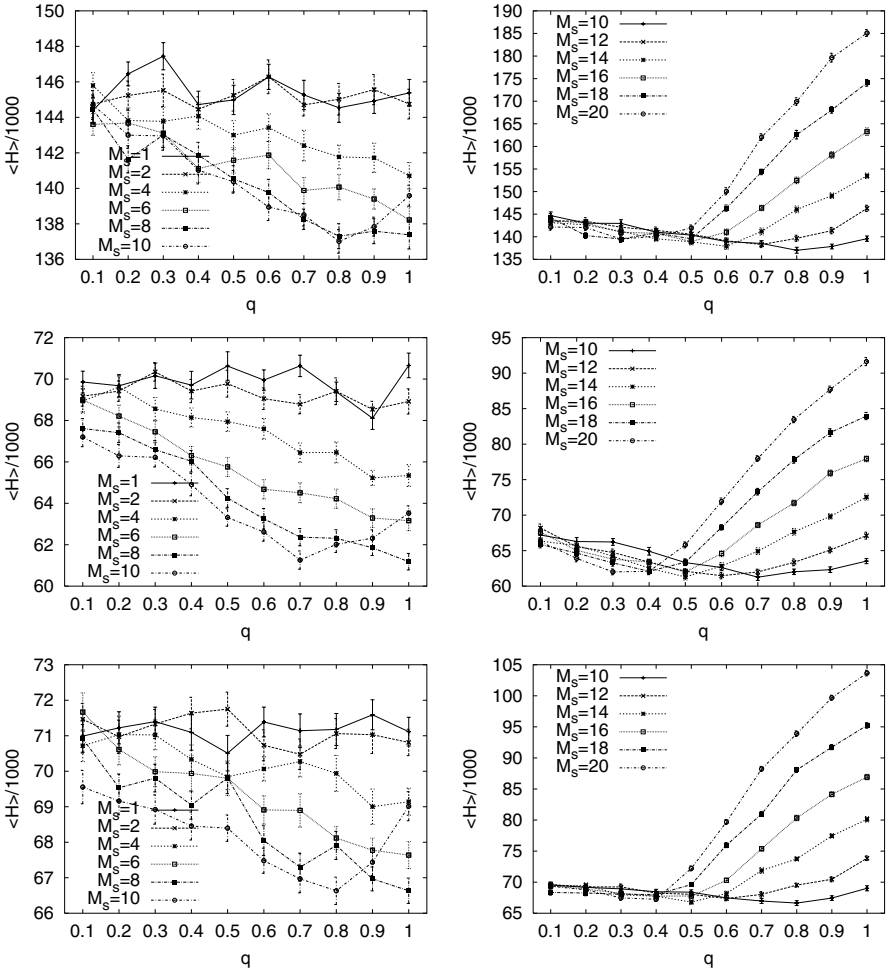 150
148
146
144
142
140
138
136
<H>/1000
0.1 0.2 0.3 0.4 0.5 0.6 0.7 0.8 0.9 1
q
M_s=1
M_s=2
M_s=4
M_s=6
M_s=8
M_s=10
190
185
180
175
170
165
160
155
150
145
140
135
<H>/1000
0.1 0.2 0.3 0.4 0.5 0.6 0.7 0.8 0.9 1
q
M_s=10
M_s=12
M_s=14
M_s=16
M_s=18
M_s=20
72
70
68
66
64
62
60
<H>/1000
0.1 0.2 0.3 0.4 0.5 0.6 0.7 0.8 0.9 1
q
M_s=1
M_s=2
M_s=4
M_s=6
M_s=8
M_s=10
95
90
85
80
75
70
65
60
<H>/1000
0.1 0.2 0.3 0.4 0.5 0.6 0.7 0.8 0.9 1
q
M_s=10
M_s=12
M_s=14
M_s=16
M_s=18
M_s=20
73
72
71
70
69
68
67
66
<H>/1000
0.1 0.2 0.3 0.4 0.5 0.6 0.7 0.8 0.9 1
q
M_s=1
M_s=2
M_s=4
M_s=6
M_s=8
M_s=10
105
100
95
90
85
80
75
70
65
<H>/1000
0.1 0.2 0.3 0.4 0.5 0.6 0.7 0.8 0.9 1
q
M_s=10
M_s=12
M_s=14
M_s=16
M_s=18
M_s=20